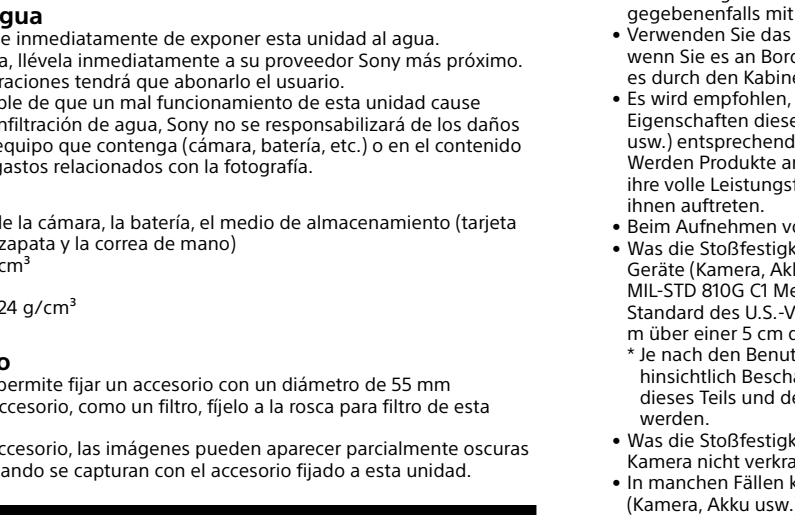 gua
e inmediatamente de exponer esta unidad al agua.
a, llévela inmediatamente a su proveedor Sony más próximo.
raciones tendrá que abonarlo el usuario.
ble de que un mal funcionamiento de esta unidad cause
nfiltración de agua, Sony no se responsabilizará de los daños
equipo que contenga (cámara, batería, etc.) o en el contenido
gastos relacionados con la fotografía.
de la cámara, la batería, el medio de almacenamiento (tarjeta
zapata y la correa de mano)
cm³
24 g/cm³
o
permite fijar un accesorio con un diámetro de 55 mm
ccesorio, como un filtro, fíjelo a la rosca para filtro de esta
ccesorio, las imágenes pueden aparecer parcialmente oscuras
ando se capturan con el accesorio fijado a esta unidad.
gegebenenfalls mit
• Verwenden Sie das
wenn Sie es an Bord
es durch den Kabine
• Es wird empfohlen,
Eigenschaften diese
usw.) entsprechend
Werden Produkte an
ihre volle Leistungsf
ihnen auftreten.
• Beim Aufnehmen vo
• Was die Stoßfestigk
Geräte (Kamera, Akk
MIL-STD 810G C1 Me
Standard des U.S.-V
m über einer 5 cm d
* Je nach den Benut
hinsichtlich Beschä
dieses Teils und de
werden.
• Was die Stoßfestigk
Kamera nicht verkra
• In manchen Fällen k
(Kamera, Akku usw.